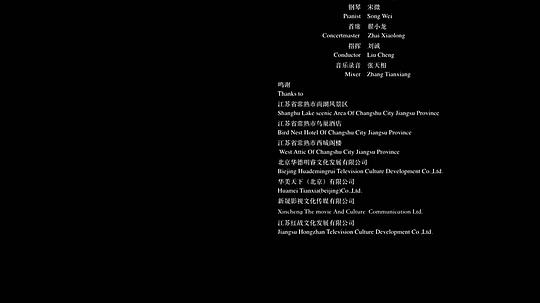 钢琴 宋微
Pianist Song Wei
首席 翟小龙
Concertmaster Zhai Xiaolong
指挥 刘诚
Conductor Liu Cheng
音乐录音 张天相
Mixer Zhang Tianxiang
鸣谢
Thanks to
江苏省常熟市尚湖风景区
Shanghu Lake scenic Area Of Changshu City Jiangsu Province
江苏省常熟市鸟巢酒店
Bird Nest Hotel Of Changshu City Jiangsu Province
江苏省常熟市西城阁楼
West Attic Of Changshu City Jiangsu Province
北京华德明睿文化发展有限公司
Biejing Huademingrui Television Culture Development Co.,Ltd.
华美天下（北京）有限公司
Huamei Tianxia(beijing)Co.,Ltd.
新晟影视文化传媒有限公司
Xincheng The movie And Culture Communication Ltd.
江苏红战文化发展有限公司
Jiangsu Hongzhan Television Culture Development Co.,Ltd.